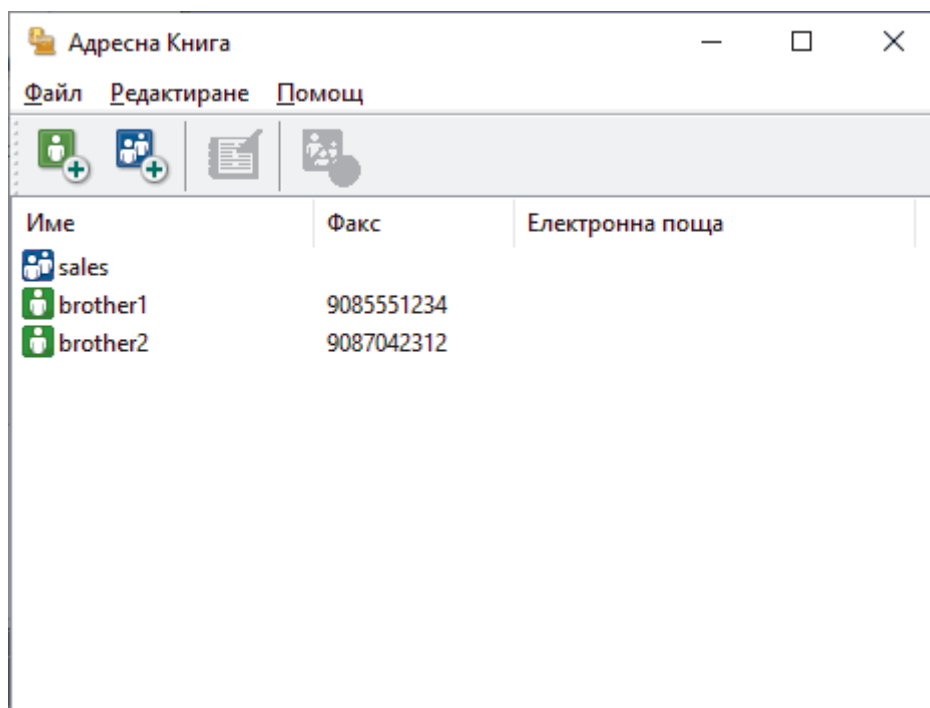 Адресна Книга
Файл Редактиране Помощ
Име Факс Електронна поща
sales
brother1 9085551234
brother2 9087042312